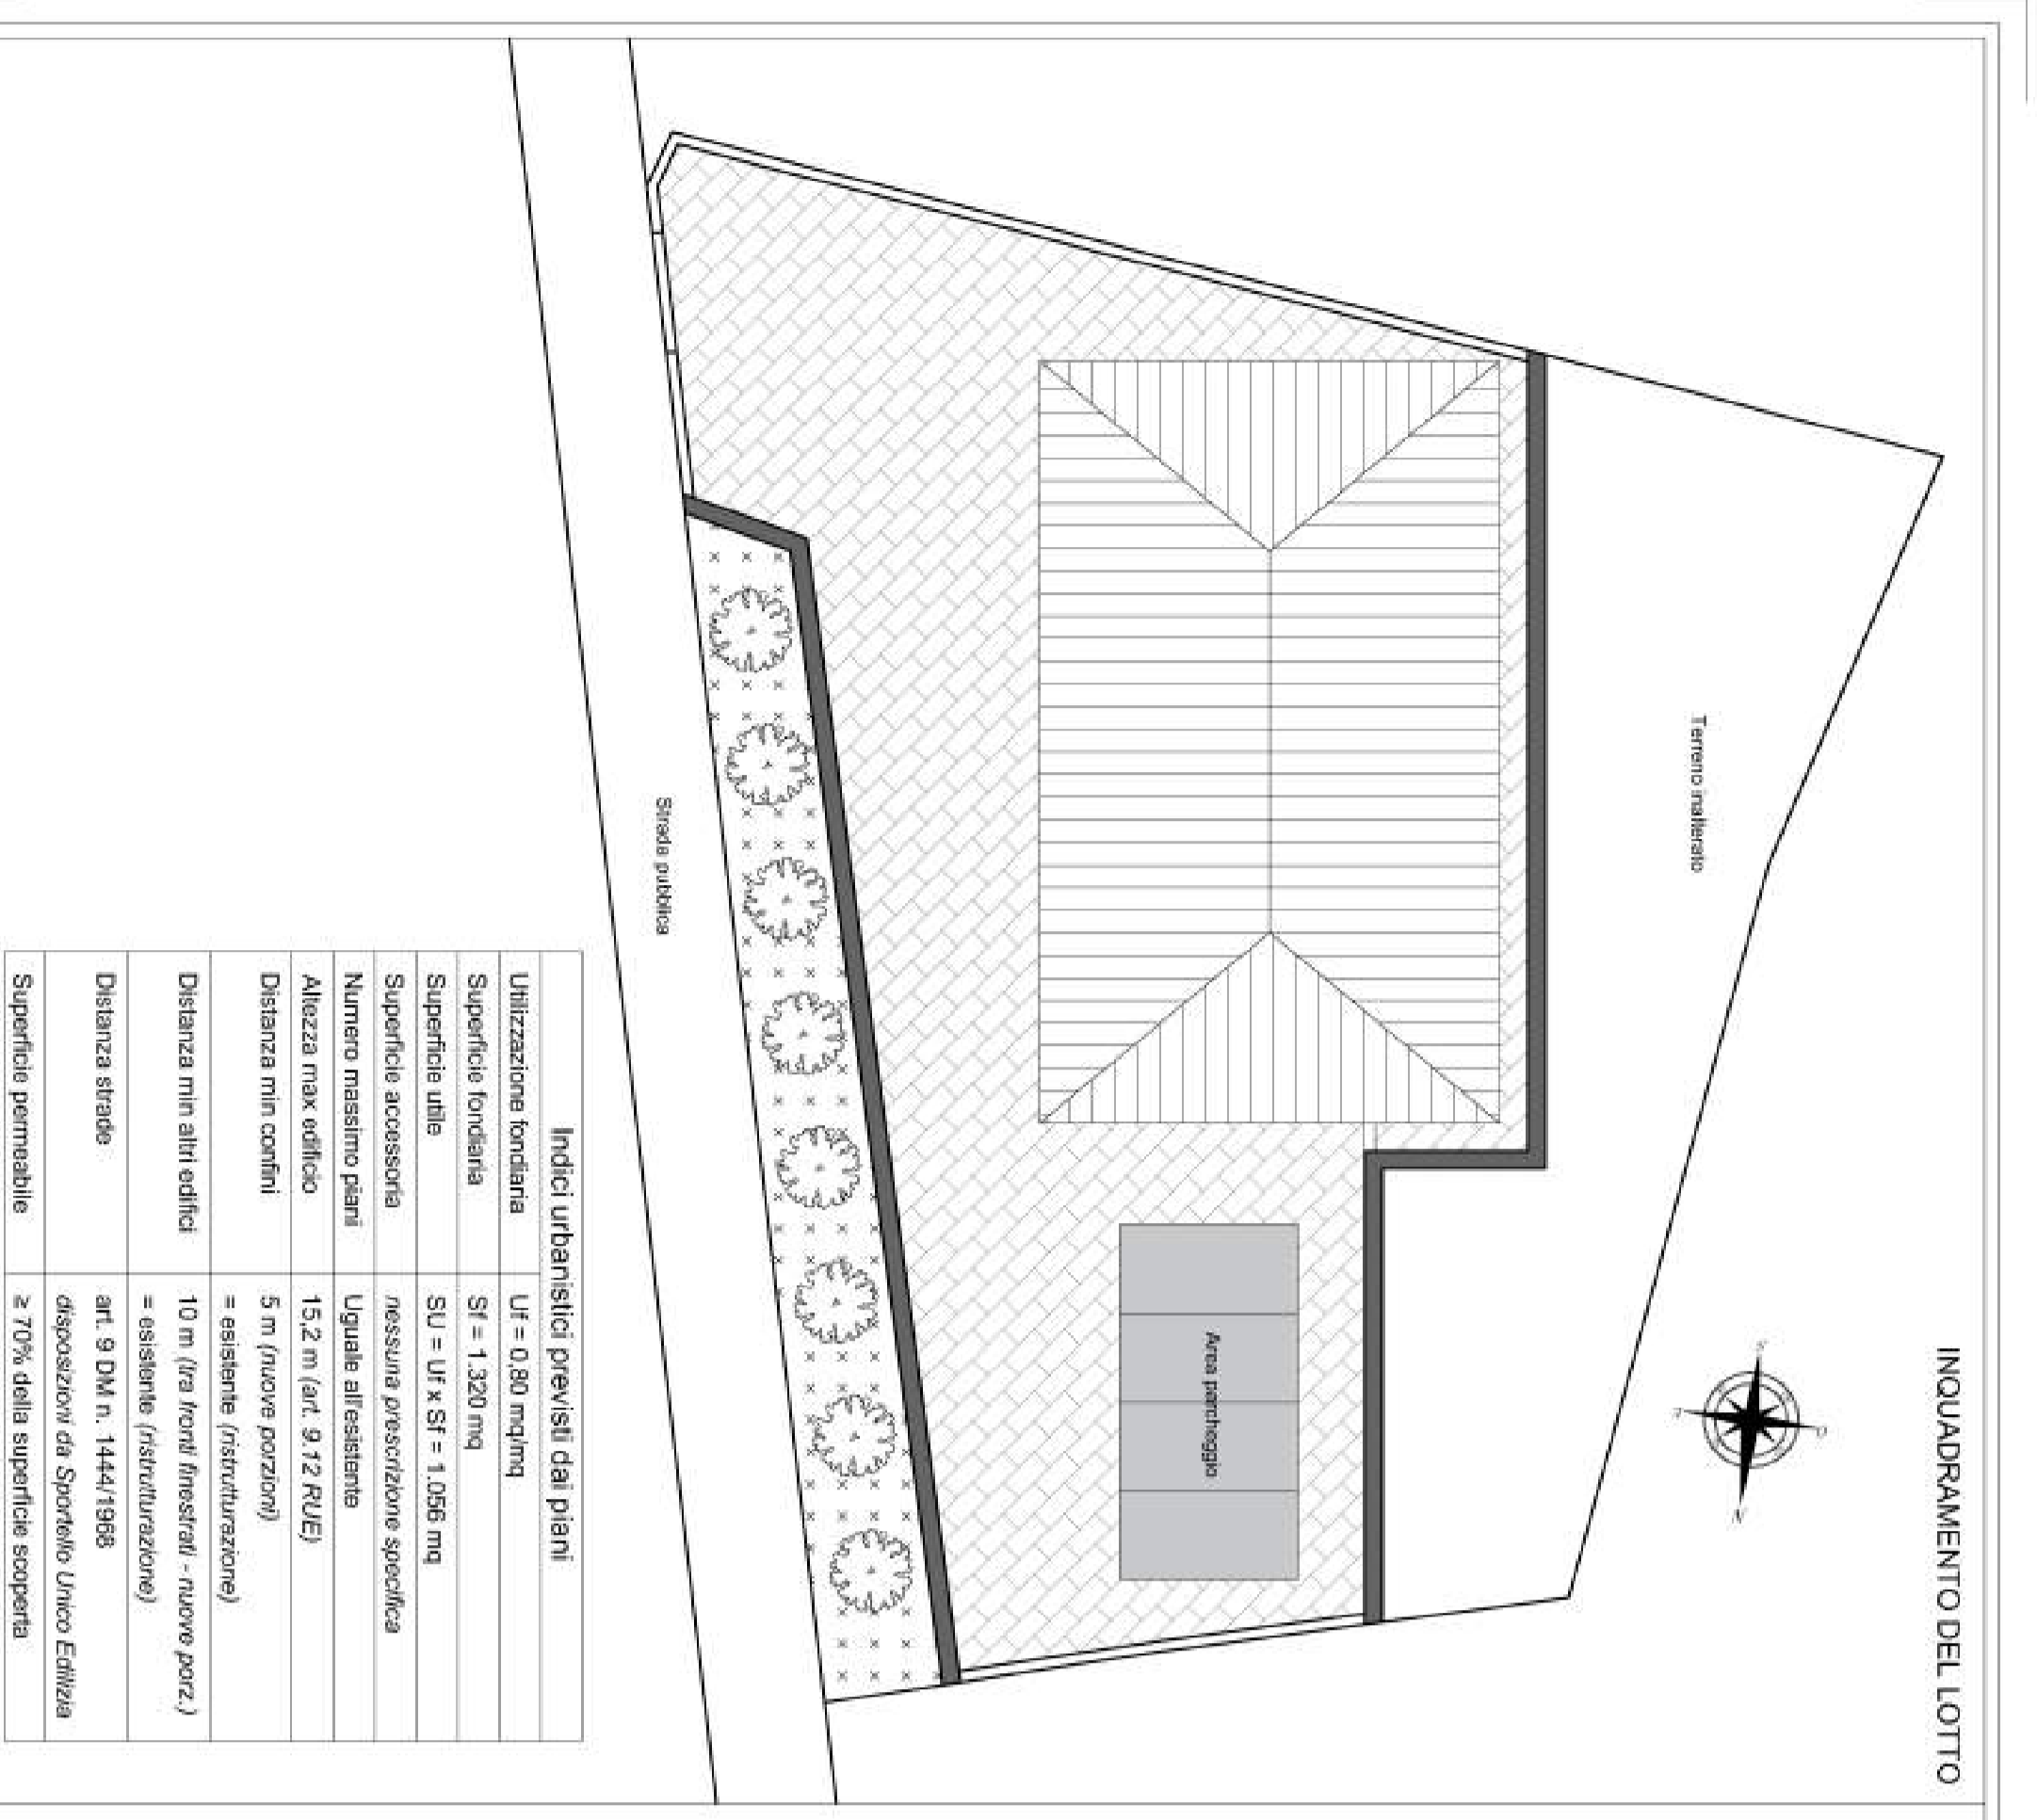 INQUADRAMENTO DEL LOTTO
N
Terreno inalterato
Area parcheggio
Strada pubblica
Indici urbanistici previsti dai piani
Utilizzazione fondiaria Uf = 0,80 mq/mq
Superficie fondiaria Sf = 1.320 mq
Superficie utile SU = Uf x Sf = 1.056 mq
Superficie accessoria nessuna prescrizione specifica
Numero massimo piani Uguale all'esistente
Altezza max edificio 15,2 m (art. 9.12 RUE)
Distanza min confini 5 m (nuove porzioni)
= esistente (ristrutturazione)
Distanza min altri edifici 10 m (tra fronti finestrati - nuove porz.)
= esistente (ristrutturazione)
Distanza strade art. 9 DM n. 1444/1968
disposizioni da Sportello Unico Edilizia
Superficie permeabile ≥ 70% della superficie scoperta